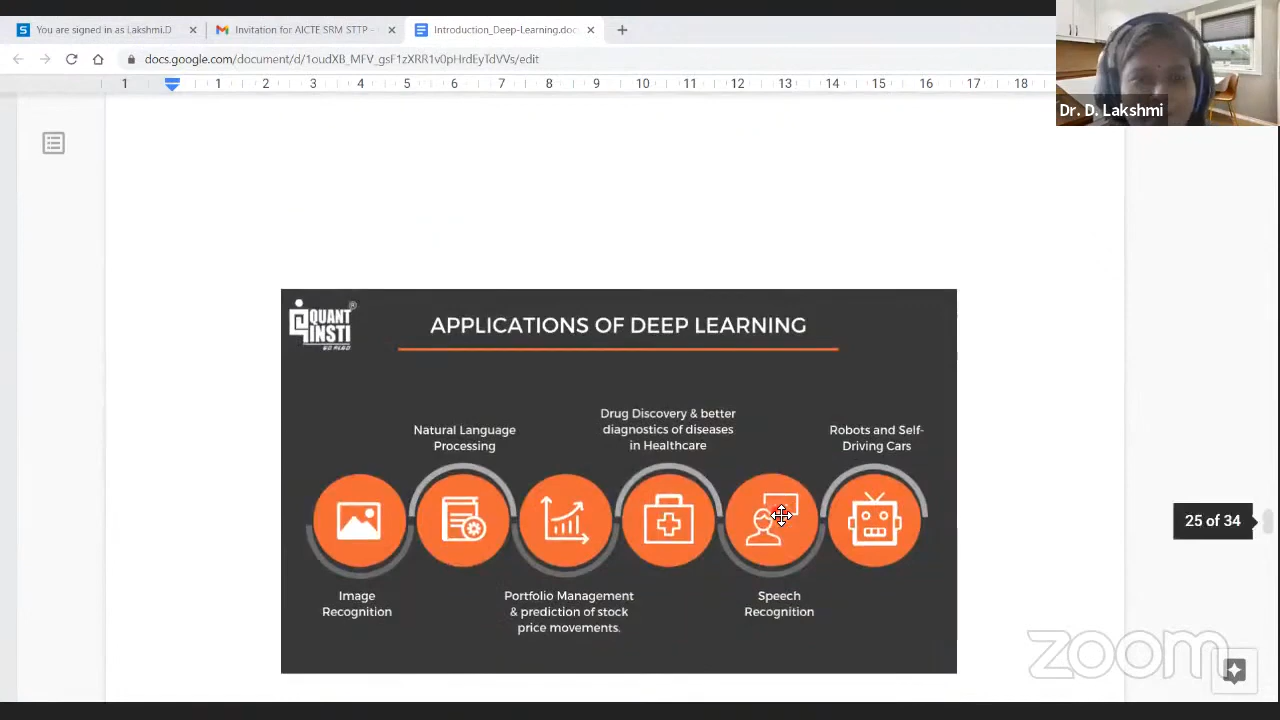 You are signed in as Lakshmi.D
Invitation for AICTE SRM STTP -
Introduction_Deep-Learning.doc
docs.google.com/document/d/1oudXB_MFV_gsF1zXRR1v0pHrdEyTdVVs/edit
1 1 2 3 4 5 6 7 8 9 10 11 12 13 14 15 16 17 18
Dr. D. Lakshmi
QUANT
INSTI
APPLICATIONS OF DEEP LEARNING
Natural Language
Processing
Drug Discovery & better
diagnostics of diseases
in Healthcare
Robots and Self-
Driving Cars
Image
Recognition
Portfolio Management
& prediction of stock
price movements.
Speech
Recognition
25 of 34
zoom